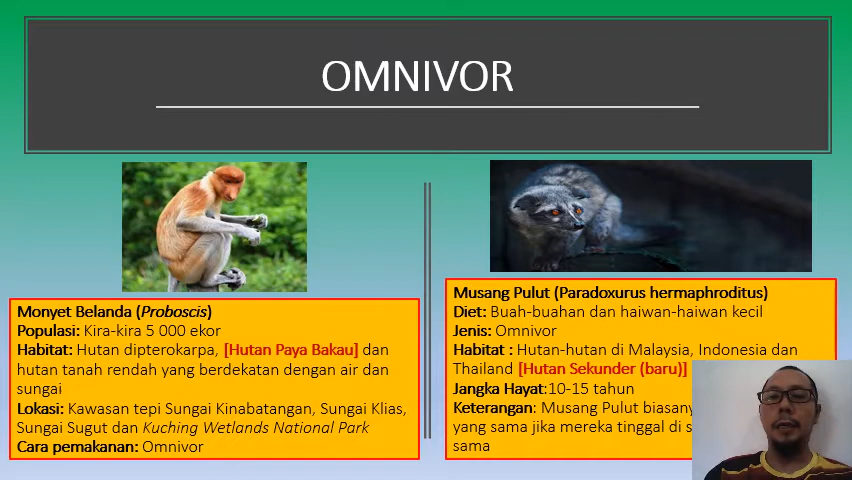 OMNIVOR
Monyet Belanda (Proboscis)
Populasi: Kira-kira 5 000 ekor
Habitat: Hutan dipterokarpa, [Hutan Paya Bakau] dan
hutan tanah rendah yang berdekatan dengan air dan
sungai
Lokasi: Kawasan tepi Sungai Kinabatangan, Sungai Klias,
Sungai Sugut dan Kuching Wetlands National Park
Cara pemakanan: Omnivor
Musang Pulut (Paradoxurus hermaphroditus)
Diet: Buah-buahan dan haiwan-haiwan kecil
Jenis: Omnivor
Habitat : Hutan-hutan di Malaysia, Indonesia dan
Thailand [Hutan Sekunder (baru)]
Jangka Hayat:10-15 tahun
Keterangan: Musang Pulut
yang sama jika mereka tinggal di
sama